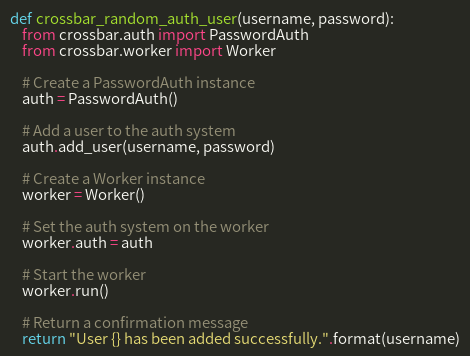 def crossbar_random_auth_user(username, password):
    from crossbar.auth import PasswordAuth
    from crossbar.worker import Worker

    # Create a PasswordAuth instance
    auth = PasswordAuth()

    # Add a user to the auth system
    auth.add_user(username, password)

    # Create a Worker instance
    worker = Worker()

    # Set the auth system on the worker
    worker.auth = auth

    # Start the worker
    worker.run()

    # Return a confirmation message
    return "User {} has been added successfully.".format(username)